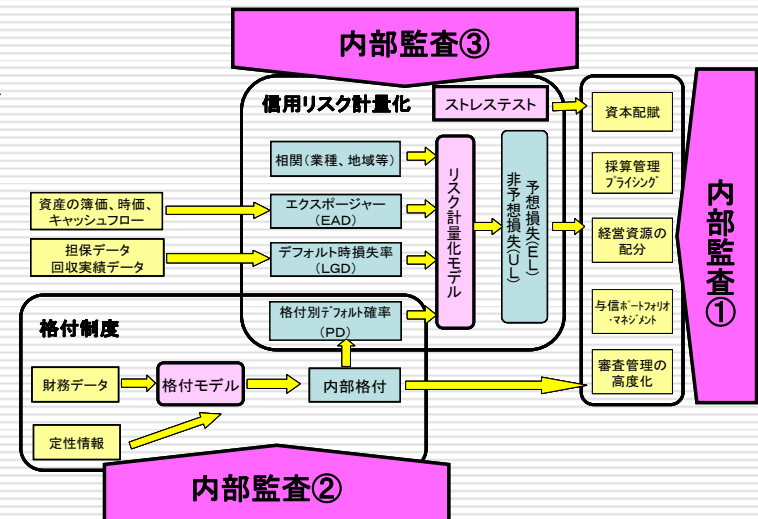 内部監査③
信用リスク計量化
ストレステスト
資本配賦
相関(業種、地域等)
採算管理
プライシング
資産の簿価、時価、
キャッシュフロー
エクスポージャー
(EAD)
リスク計量化モデル
予想損失(EL)
非予想損失(UL)
経営資源の
配分
内部監査①
担保データ
回収実績データ
デフォルト時損失率
(LGD)
格付制度
格付別デフォルト確率
(PD)
与信ポートフォリオ
・マネジメント
財務データ
格付モデル
内部格付
審査管理の
高度化
定性情報
内部監査②